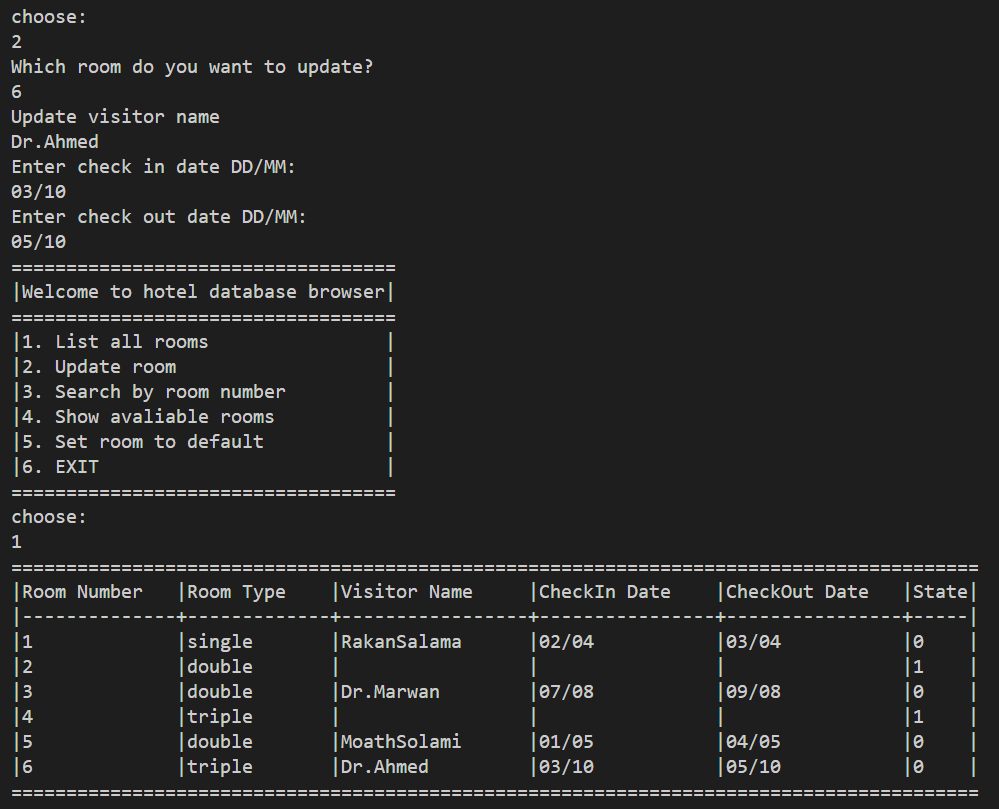 choose:
2
Which room do you want to update?
6
Update visitor name
Dr.Ahmed
Enter check in date DD/MM:
03/10
Enter check out date DD/MM:
05/10
===================================
|Welcome to hotel database browser|
===================================
|1. List all rooms                |
|2. Update room                   |
|3. Search by room number         |
|4. Show avaliable rooms          |
|5. Set room to default           |
|6. EXIT                          |
===================================
choose:
1
========================================================================================
|Room Number   |Room Type    |Visitor Name     |CheckIn Date    |CheckOut Date   |State|
|--------------+-------------+-----------------+----------------+----------------+-----|
|1             |single       |RakanSalama      |02/04           |03/04           |0    |
|2             |double       |                 |                |                |1    |
|3             |double       |Dr.Marwan        |07/08           |09/08           |0    |
|4             |triple       |                 |                |                |1    |
|5             |double       |MoathSolami      |01/05           |04/05           |0    |
|6             |triple       |Dr.Ahmed         |03/10           |05/10           |0    |
========================================================================================